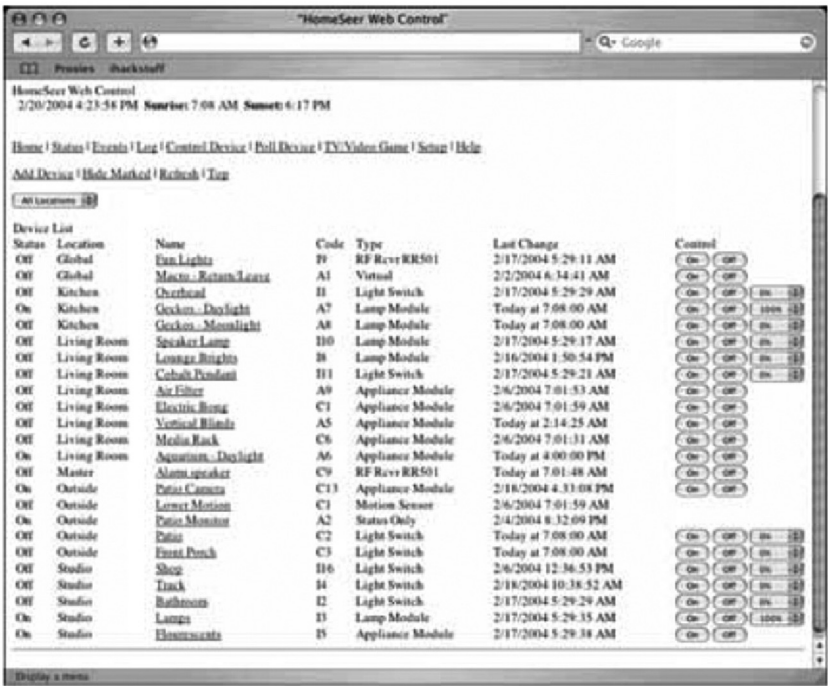 "HomeSeer Web Control"
Google
Proxies ihackstuff
HomeSeer Web Control
2/20/2004 4:23:58 PM Sunrise: 7:08 AM Sunset: 6:17 PM
Home | Status | Events | Log | Control Device | Poll Device | TV/Video Game | Setup | Help
Add Device | Hide Marked | Refresh | Top
All Locations
Device List
Status Location Name Code Type Last Change Control
Off Global Fun Lights I9 RF Rcvr RR501 2/17/2004 5:29:11 AM On Off
Off Global Macro - Return/Leave A1 Virtual 2/2/2004 6:34:41 AM On Off
Off Kitchen Overhead I1 Light Switch 2/17/2004 5:29:29 AM On Off 0%
On Kitchen Geckos - Daylight A7 Lamp Module Today at 7:08:00 AM On Off 100%
Off Kitchen Geckos - Moonlight A8 Lamp Module Today at 7:08:00 AM On Off 0%
Off Living Room Speaker Lamp I10 Lamp Module 2/17/2004 5:29:17 AM On Off 0%
Off Living Room Lounge Brights I8 Lamp Module 2/16/2004 1:50:54 PM On Off 0%
Off Living Room Cobalt Pendant I11 Light Switch 2/17/2004 5:29:21 AM On Off 0%
Off Living Room Air Filter A9 Appliance Module 2/6/2004 7:01:53 AM On Off
Off Living Room Electric Bong C1 Appliance Module 2/6/2004 7:01:59 AM On Off
Off Living Room Vertical Blinds A5 Appliance Module Today at 2:14:25 AM On Off
Off Living Room Media Rack C6 Appliance Module 2/6/2004 7:01:31 AM On Off
On Living Room Aquarium - Daylight A6 Appliance Module Today at 4:00:00 PM On Off
Off Master Alarm speaker C9 RF Rcvr RR501 Today at 7:01:48 AM On Off
On Outside Patio Camera C13 Appliance Module 2/18/2004 4:33:08 PM On Off
Off Outside Lower Motion C1 Motion Sensor 2/6/2004 7:01:59 AM
On Outside Patio Monitor A2 Status Only 2/4/2004 8:32:09 PM
Off Outside Patio C2 Light Switch Today at 7:08:00 AM On Off 0%
Off Outside Front Porch C3 Light Switch Today at 7:08:00 AM On Off 0%
Off Studio Shop I16 Light Switch 2/6/2004 12:36:53 PM On Off 0%
Off Studio Track I4 Light Switch 2/18/2004 10:38:52 AM On Off 0%
Off Studio Bathroom I2 Light Switch 2/17/2004 5:29:29 AM On Off 0%
On Studio Lamps I3 Lamp Module 2/17/2004 5:29:35 AM On Off 100%
On Studio Flourescents I5 Appliance Module 2/17/2004 5:29:38 AM On Off
Display a menu